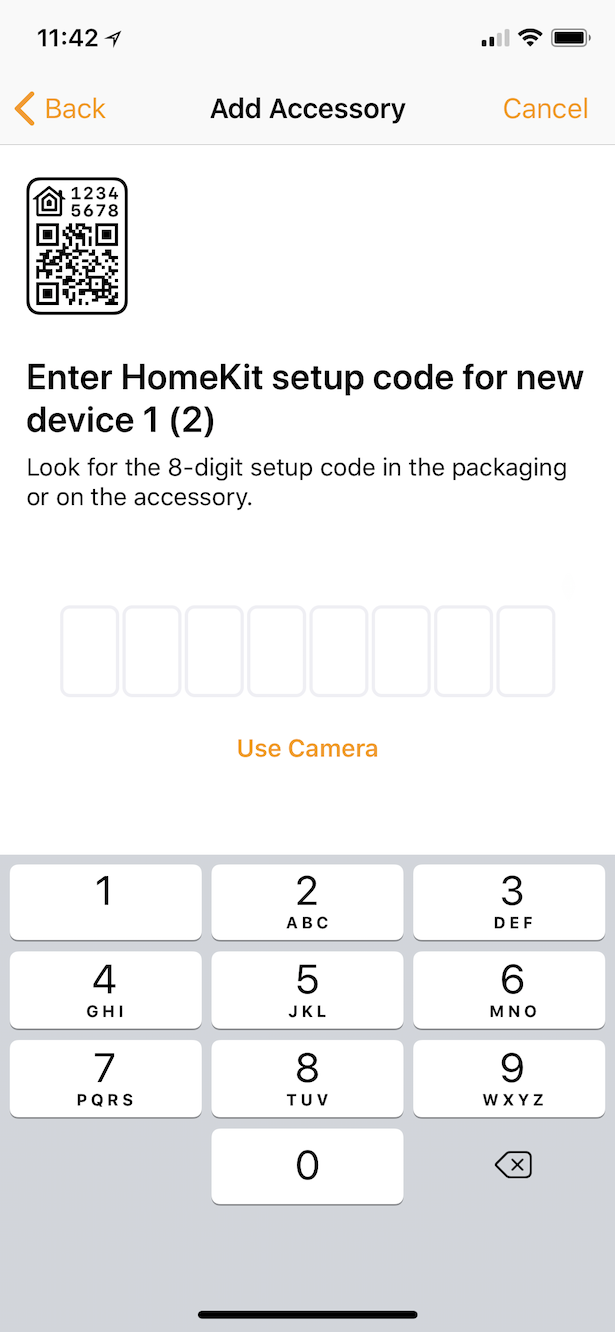 11:42
Back
Add Accessory
Cancel
1234
5678
Enter HomeKit setup code for new
device 1 (2)
Look for the 8-digit setup code in the packaging
or on the accessory.
Use Camera
1
2
ABC
3
DEF
4
GHI
5
JKL
6
MNO
7
PQRS
8
TUV
9
WXYZ
0